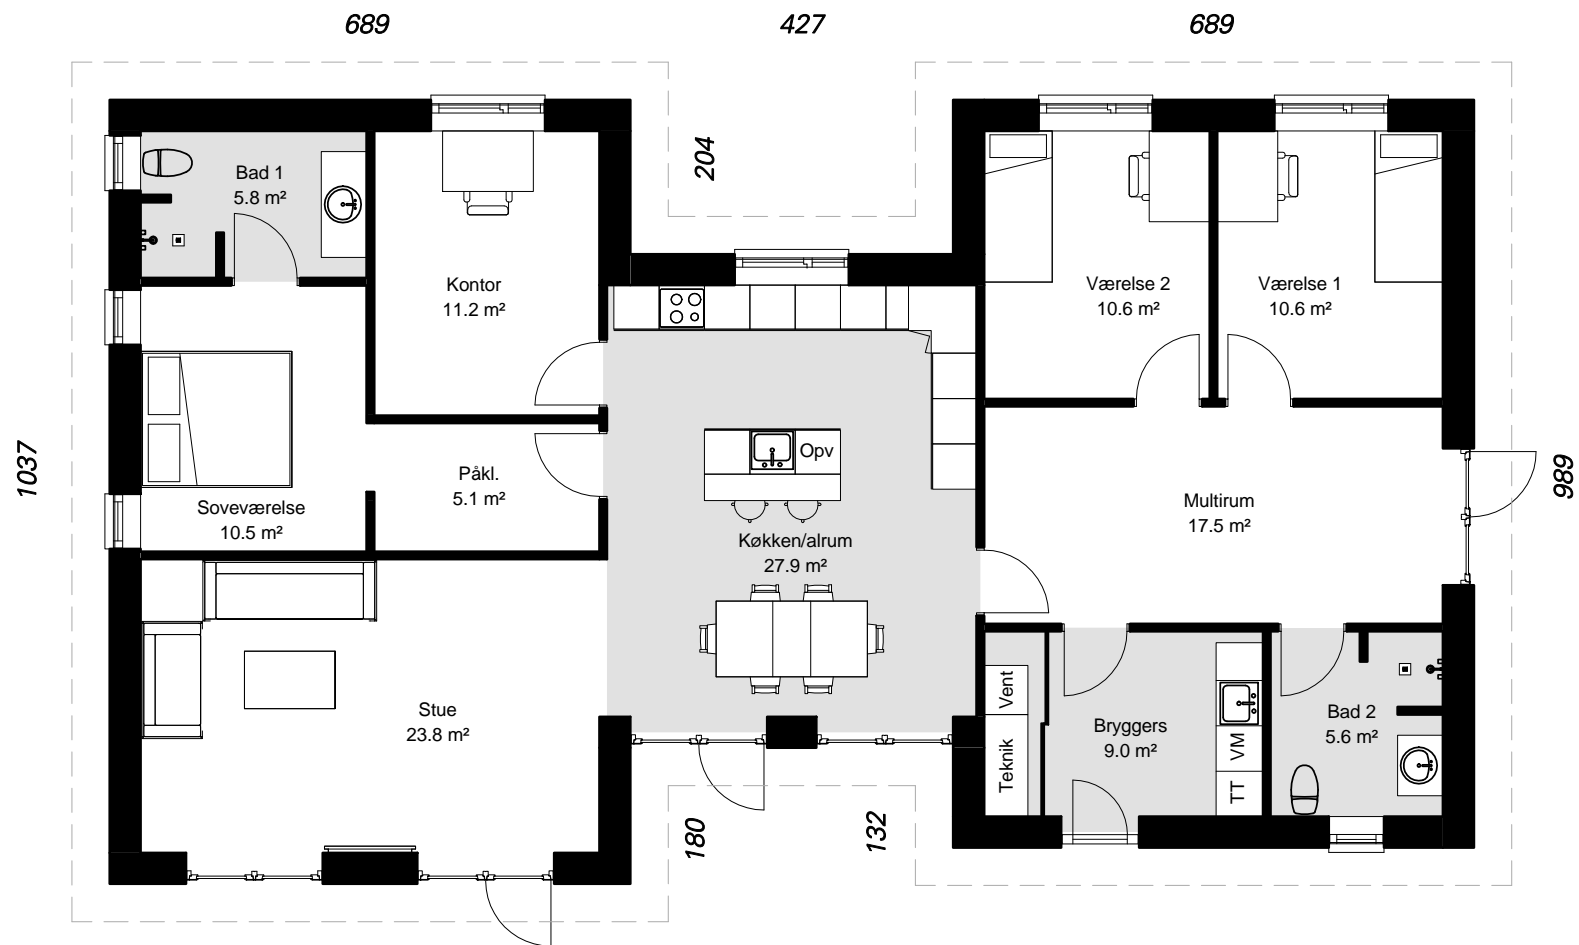 689
427
689
204
Bad 1
5.8 m²
Kontor
11.2 m²
Værelse 2
10.6 m²
Værelse 1
10.6 m²
1037
989
Opv
Påkl.
5.1 m²
Soveværelse
10.5 m²
Multirum
17.5 m²
Køkken/alrum
27.9 m²
Stue
23.8 m²
Vent
Teknik
Bryggers
9.0 m²
VM
TT
Bad 2
5.6 m²
180
132